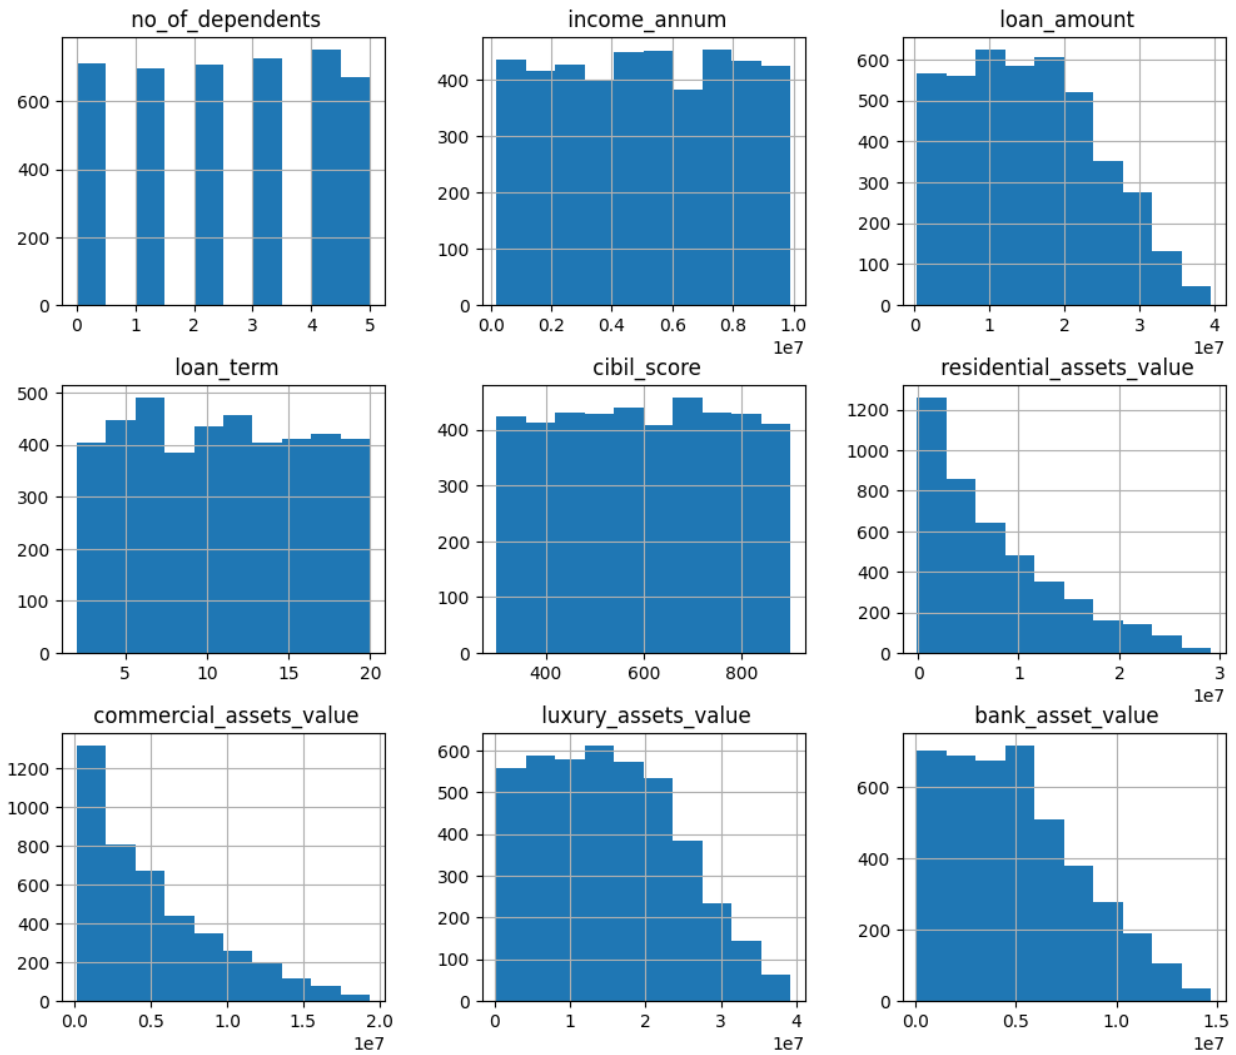 no_of_dependents
income_annum
loan_amount
600
400
200
0
0 1 2 3 4 5
400
300
200
100
0
0.0 0.2 0.4 0.6 0.8 1.0
1e7
600
500
400
300
200
100
0
0 1 2 3 4
1e7
loan_term
cibil_score
residential_assets_value
500
400
300
200
100
0
5 10 15 20
400
300
200
100
0
400 600 800
1200
1000
800
600
400
200
0
0 1 2 3
1e7
commercial_assets_value
luxury_assets_value
bank_asset_value
1200
1000
800
600
400
200
0
0.0 0.5 1.0 1.5 2.0
1e7
600
500
400
300
200
100
0
0 1 2 3 4
1e7
600
400
200
0
0.0 0.5 1.0 1.5
1e7